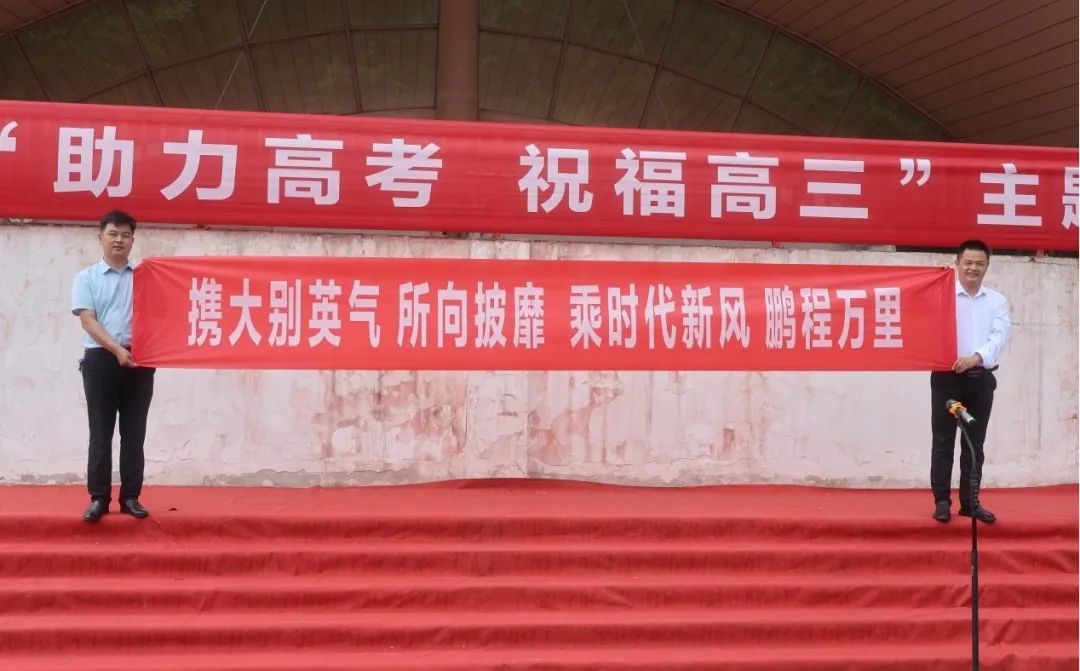 “助力高考 祝福高三”主题
携大别英气 所向披靡 乘时代新风 鹏程万里